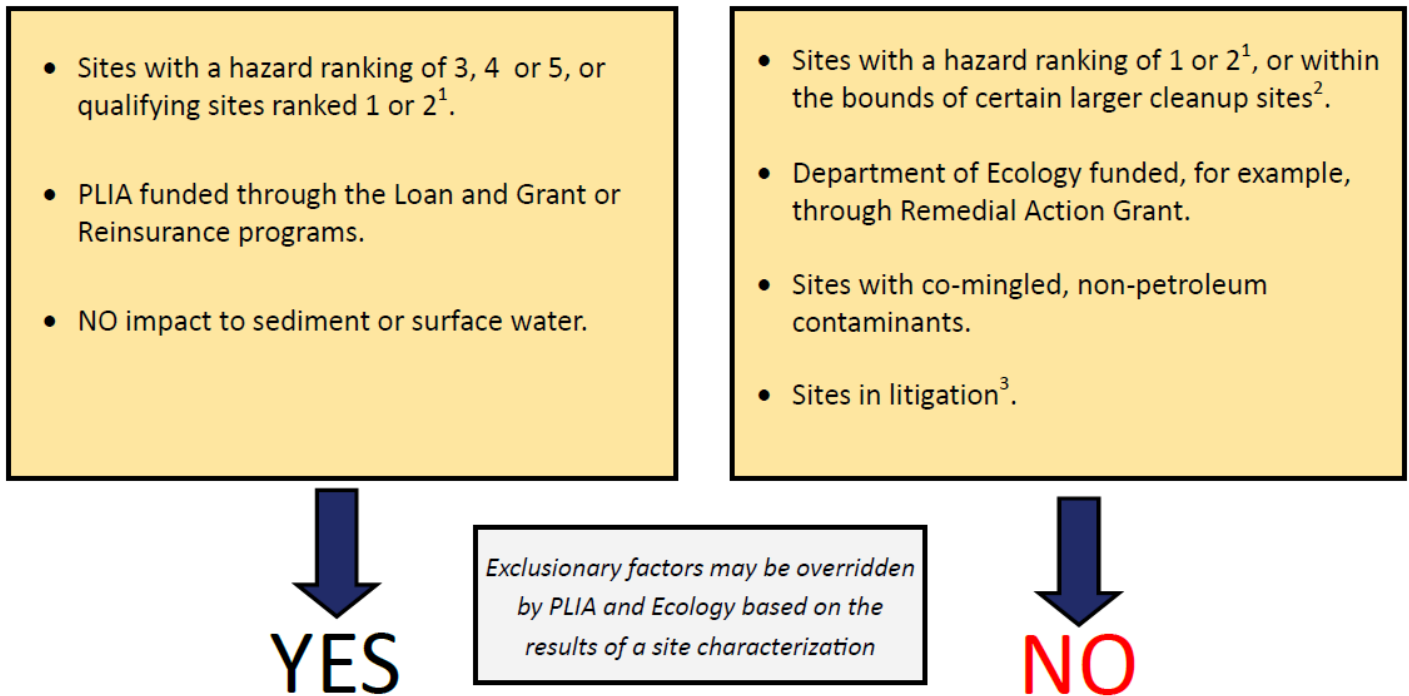 • Sites with a hazard ranking of 3, 4 or 5, or
qualifying sites ranked 1 or 2¹.
• PLIA funded through the Loan and Grant or
Reinsurance programs.
• NO impact to sediment or surface water.
• Sites with a hazard ranking of 1 or 2¹, or within
the bounds of certain larger cleanup sites².
• Department of Ecology funded, for example,
through Remedial Action Grant.
• Sites with co-mingled, non-petroleum
contaminants.
• Sites in litigation³.
Exclusionary factors may be overridden
by PLIA and Ecology based on the
results of a site characterization
YES
NO